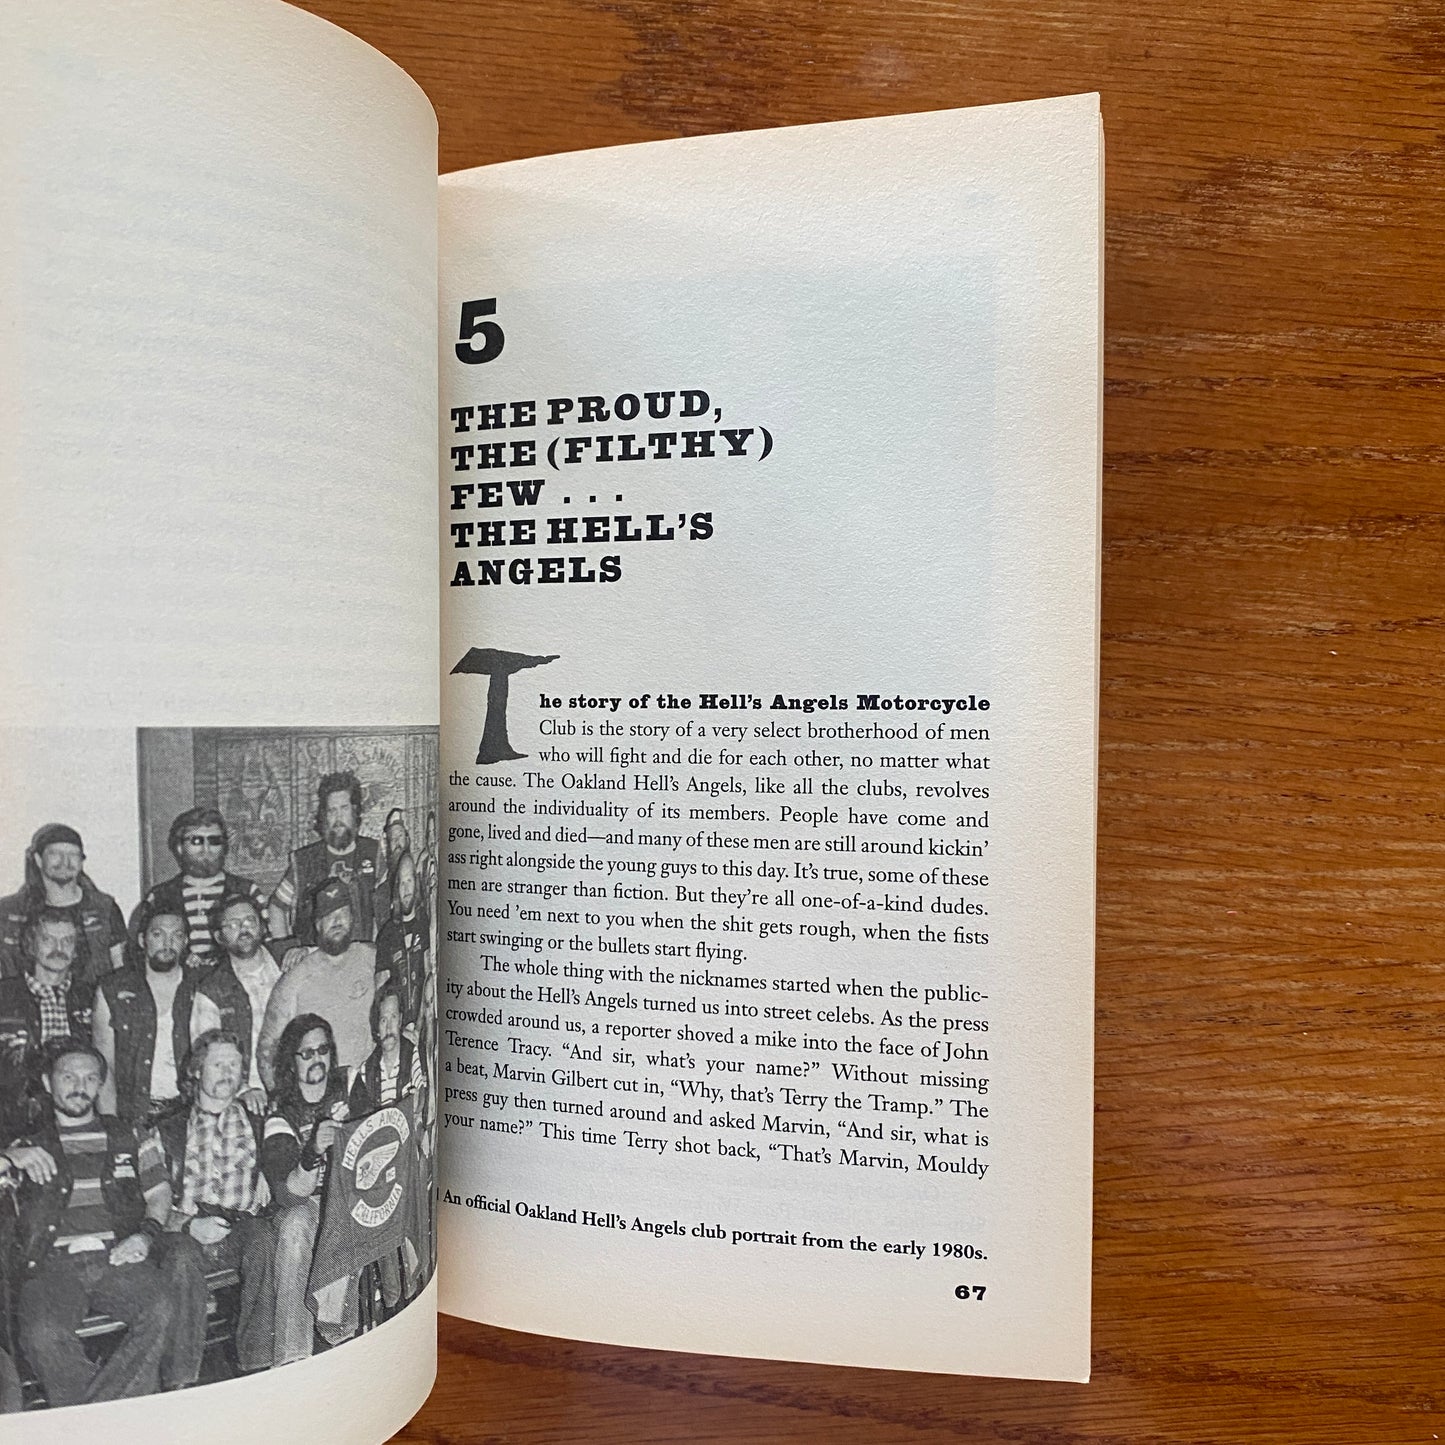 HELLS ANGELS
CALIFORNIA
5
THE PROUD,
THE (FILTHY)
FEW . . .
THE HELL'S
ANGELS
The story of the Hell's Angels Motorcycle
Club is the story of a very select brotherhood of men
who will fight and die for each other, no matter what
the cause. The Oakland Hell's Angels, like all the clubs, revolves
around the individuality of its members. People have come and
gone, lived and died—and many of these men are still around kickin'
ass right alongside the young guys to this day. It's true, some of these
men are stranger than fiction. But they're all one-of-a-kind dudes.
You need 'em next to you when the shit gets rough, when the fists
start swinging or the bullets start flying.
The whole thing with the nicknames started when the public-
ity about the Hell's Angels turned us into street celebs. As the press
crowded around us, a reporter shoved a mike into the face of John
Terence Tracy. "And sir, what's your name?" Without missing
a beat, Marvin Gilbert cut in, "Why, that's Terry the Tramp." The
press guy then turned around and asked Marvin, "And sir, what is
your name?" This time Terry shot back, "That's Marvin, Mouldy
An official Oakland Hell's Angels club portrait from the early 1980s.
67